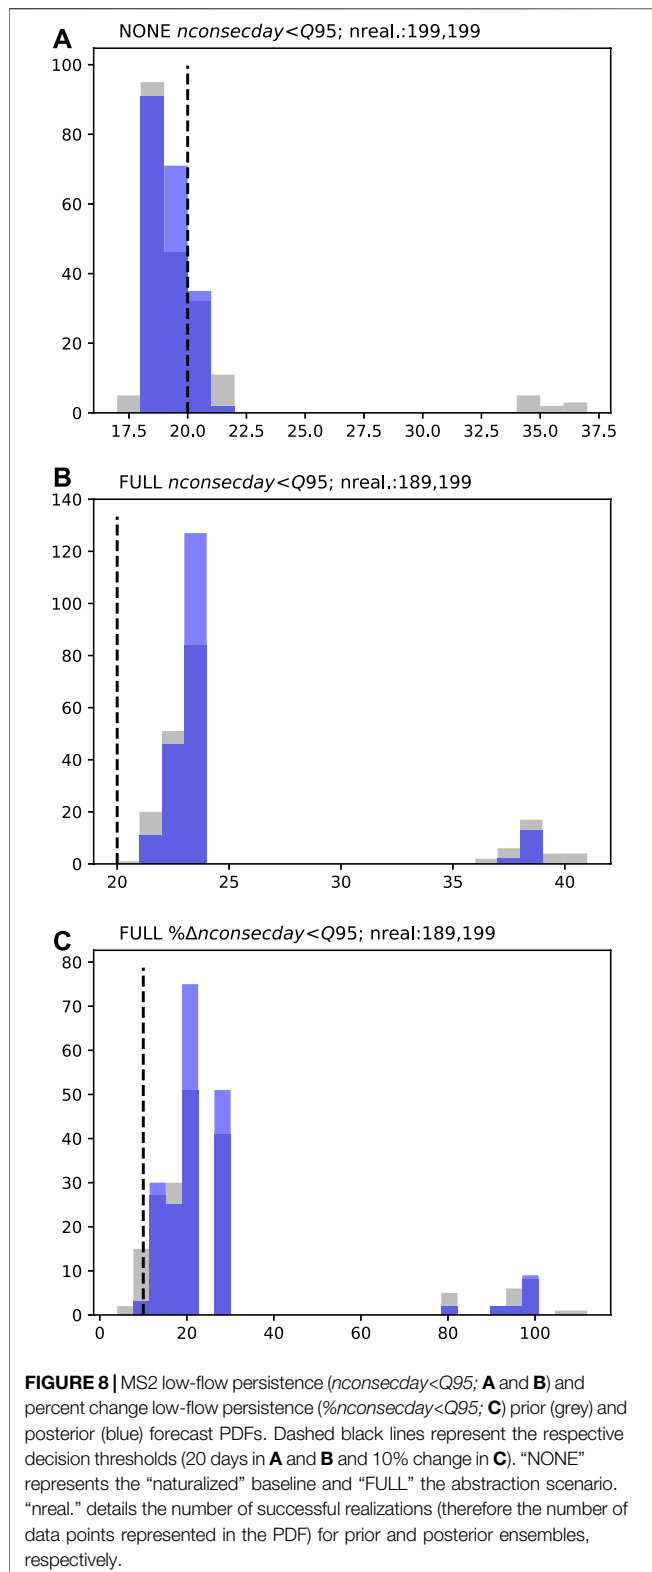 A
NONE nconsecday<Q95; nreal.:199,199
100
80
60
40
20
0
17.5 20.0 22.5 25.0 27.5 30.0 32.5 35.0 37.5
B
FULL nconsecday<Q95; nreal.:189,199
140
120
100
80
60
40
20
0
20 25 30 35 40
C
FULL %Δnconsecday<Q95; nreal:189,199
80
70
60
50
40
30
20
10
0
0 20 40 60 80 100
FIGURE 8 | MS2 low-flow persistence (nconsecday<Q95; A and B) and
percent change low-flow persistence (%nconsecday<Q95; C) prior (grey) and
posterior (blue) forecast PDFs. Dashed black lines represent the respective
decision thresholds (20 days in A and B and 10% change in C). “NONE”
represents the “naturalized” baseline and “FULL” the abstraction scenario.
“nreal.” details the number of successful realizations (therefore the number of
data points represented in the PDF) for prior and posterior ensembles,
respectively.